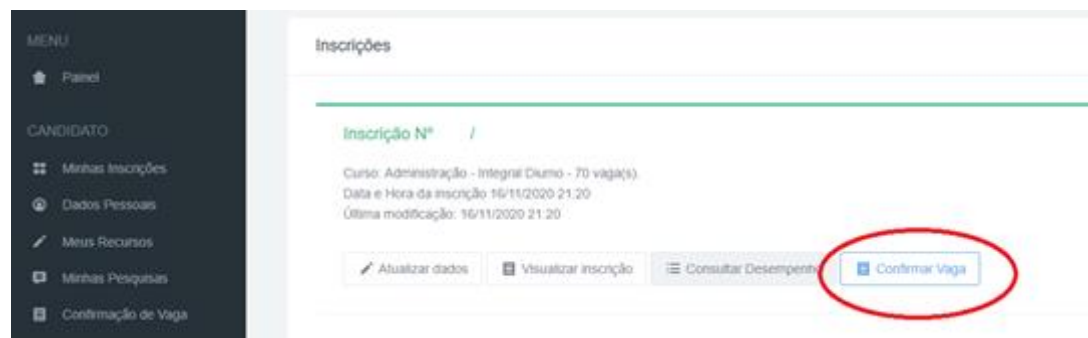 MENU
Painel
CANDIDATO
Minhas Inscrições
Dados Pessoais
Meus Recursos
Minhas Pesquisas
Confirmação de Vaga
Inscrições
Inscrição Nº /
Curso: Administração - Integral Diurno - 70 vaga(s).
Data e Hora da inscrição 16/11/2020 21:20
Última modificação: 16/11/2020 21:20
Atualizar dados
Visualizar inscrição
Consultar Desempenho
Confirmar Vaga